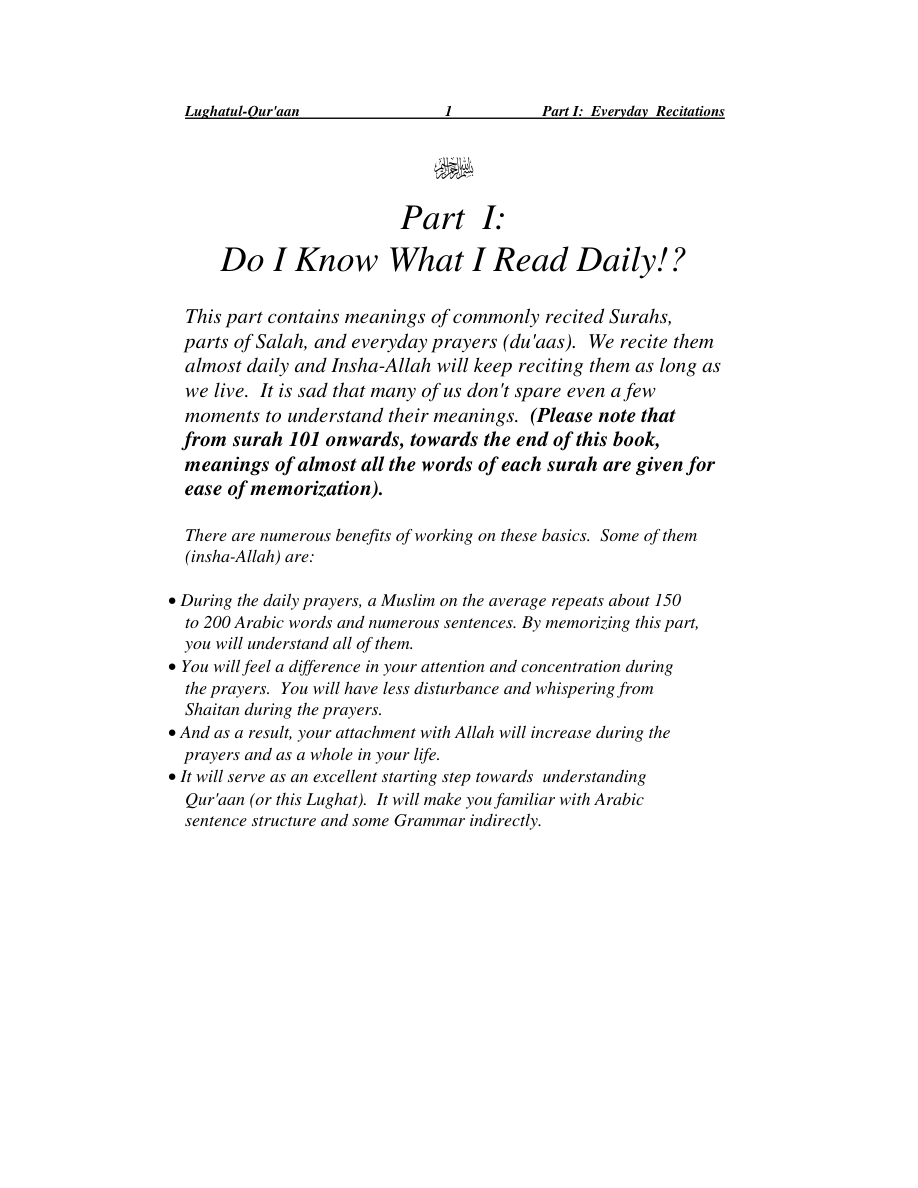 Lughatul-Qur'aan 1 Part I: Everyday Recitations
بسم الله الرحمن الرحيم
Part I:
Do I Know What I Read Daily!?
This part contains meanings of commonly recited Surahs,
parts of Salah, and everyday prayers (du'aas). We recite them
almost daily and Insha-Allah will keep reciting them as long as
we live. It is sad that many of us don't spare even a few
moments to understand their meanings. (Please note that
from surah 101 onwards, towards the end of this book,
meanings of almost all the words of each surah are given for
ease of memorization).
There are numerous benefits of working on these basics. Some of them
(insha-Allah) are:
• During the daily prayers, a Muslim on the average repeats about 150
to 200 Arabic words and numerous sentences. By memorizing this part,
you will understand all of them.
• You will feel a difference in your attention and concentration during
the prayers. You will have less disturbance and whispering from
Shaitan during the prayers.
• And as a result, your attachment with Allah will increase during the
prayers and as a whole in your life.
• It will serve as an excellent starting step towards understanding
Qur'aan (or this Lughat). It will make you familiar with Arabic
sentence structure and some Grammar indirectly.